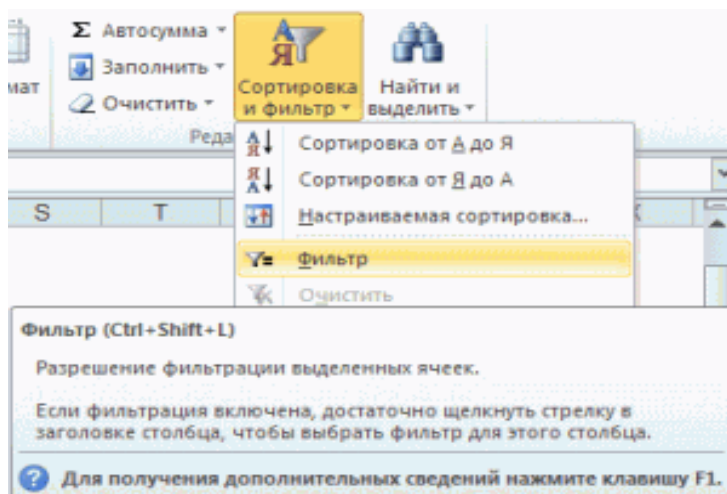 Σ Автосумма
мат
Заполнить
Очистить
Сортировка
и фильтр
Найти и
выделить
Реда
Сортировка от А до Я
Сортировка от Я до А
Настраиваемая сортировка...
S T
Фильтр
Очистить
Фильтр (Ctrl+Shift+L)
Разрешение фильтрации выделенных ячеек.
Если фильтрация включена, достаточно щелкнуть стрелку в
заголовке столбца, чтобы выбрать фильтр для этого столбца.
Для получения дополнительных сведений нажмите клавишу F1.